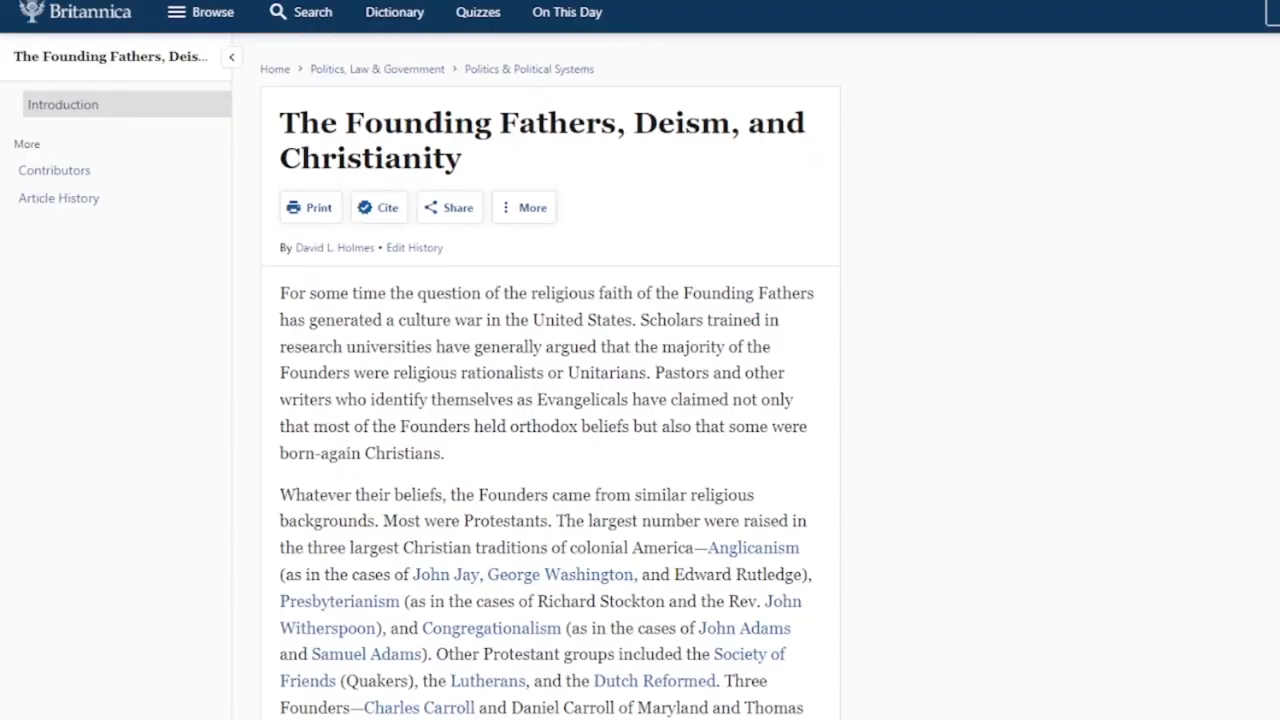 Britannica
Browse
Search
Dictionary
Quizzes
On This Day
The Founding Fathers, Deis...
Introduction
More
Contributors
Article History
Home > Politics, Law & Government > Politics & Political Systems
The Founding Fathers, Deism, and
Christianity
Print
Cite
Share
More
By David L. Holmes • Edit History
For some time the question of the religious faith of the Founding Fathers
has generated a culture war in the United States. Scholars trained in
research universities have generally argued that the majority of the
Founders were religious rationalists or Unitarians. Pastors and other
writers who identify themselves as Evangelicals have claimed not only
that most of the Founders held orthodox beliefs but also that some were
born-again Christians.
Whatever their beliefs, the Founders came from similar religious
backgrounds. Most were Protestants. The largest number were raised in
the three largest Christian traditions of colonial America—Anglicanism
(as in the cases of John Jay, George Washington, and Edward Rutledge),
Presbyterianism (as in the cases of Richard Stockton and the Rev. John
Witherspoon), and Congregationalism (as in the cases of John Adams
and Samuel Adams). Other Protestant groups included the Society of
Friends (Quakers), the Lutherans, and the Dutch Reformed. Three
Founders—Charles Carroll and Daniel Carroll of Maryland and Thomas